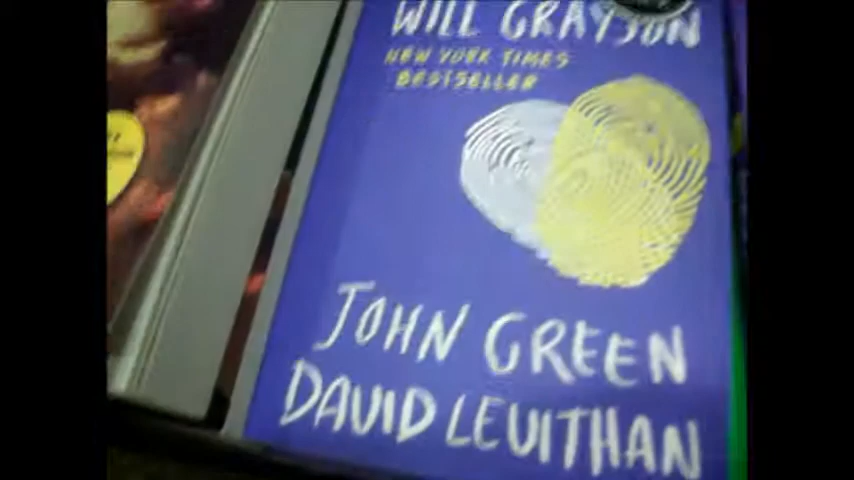 WILL GRAYSON
NEW YORK TIMES
BESTSELLER
JOHN GREEN
DAVID LEVITHAN